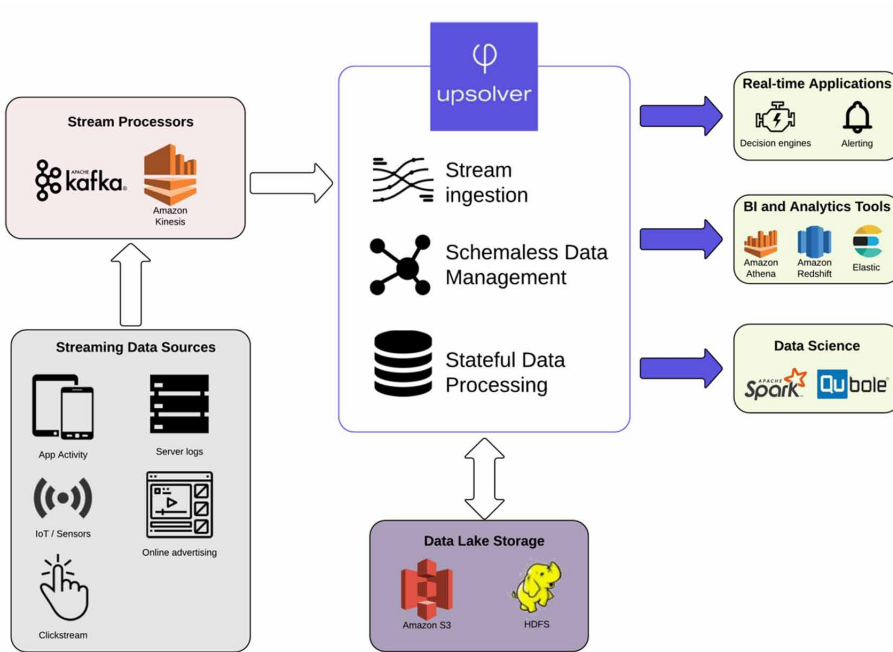 φ
upsolver
Stream Processors
APACHE
kafka®
Amazon
Kinesis
Streaming Data Sources
App Activity
Server logs
IoT / Sensors
Online advertising
Clickstream
Stream
ingestion
Schemaless Data
Management
Stateful Data
Processing
Data Lake Storage
Amazon S3
HDFS
Real-time Applications
Decision engines
Alerting
BI and Analytics Tools
Amazon
Athena
Amazon
Redshift
Elastic
Data Science
APACHE
Spark™
Qubole